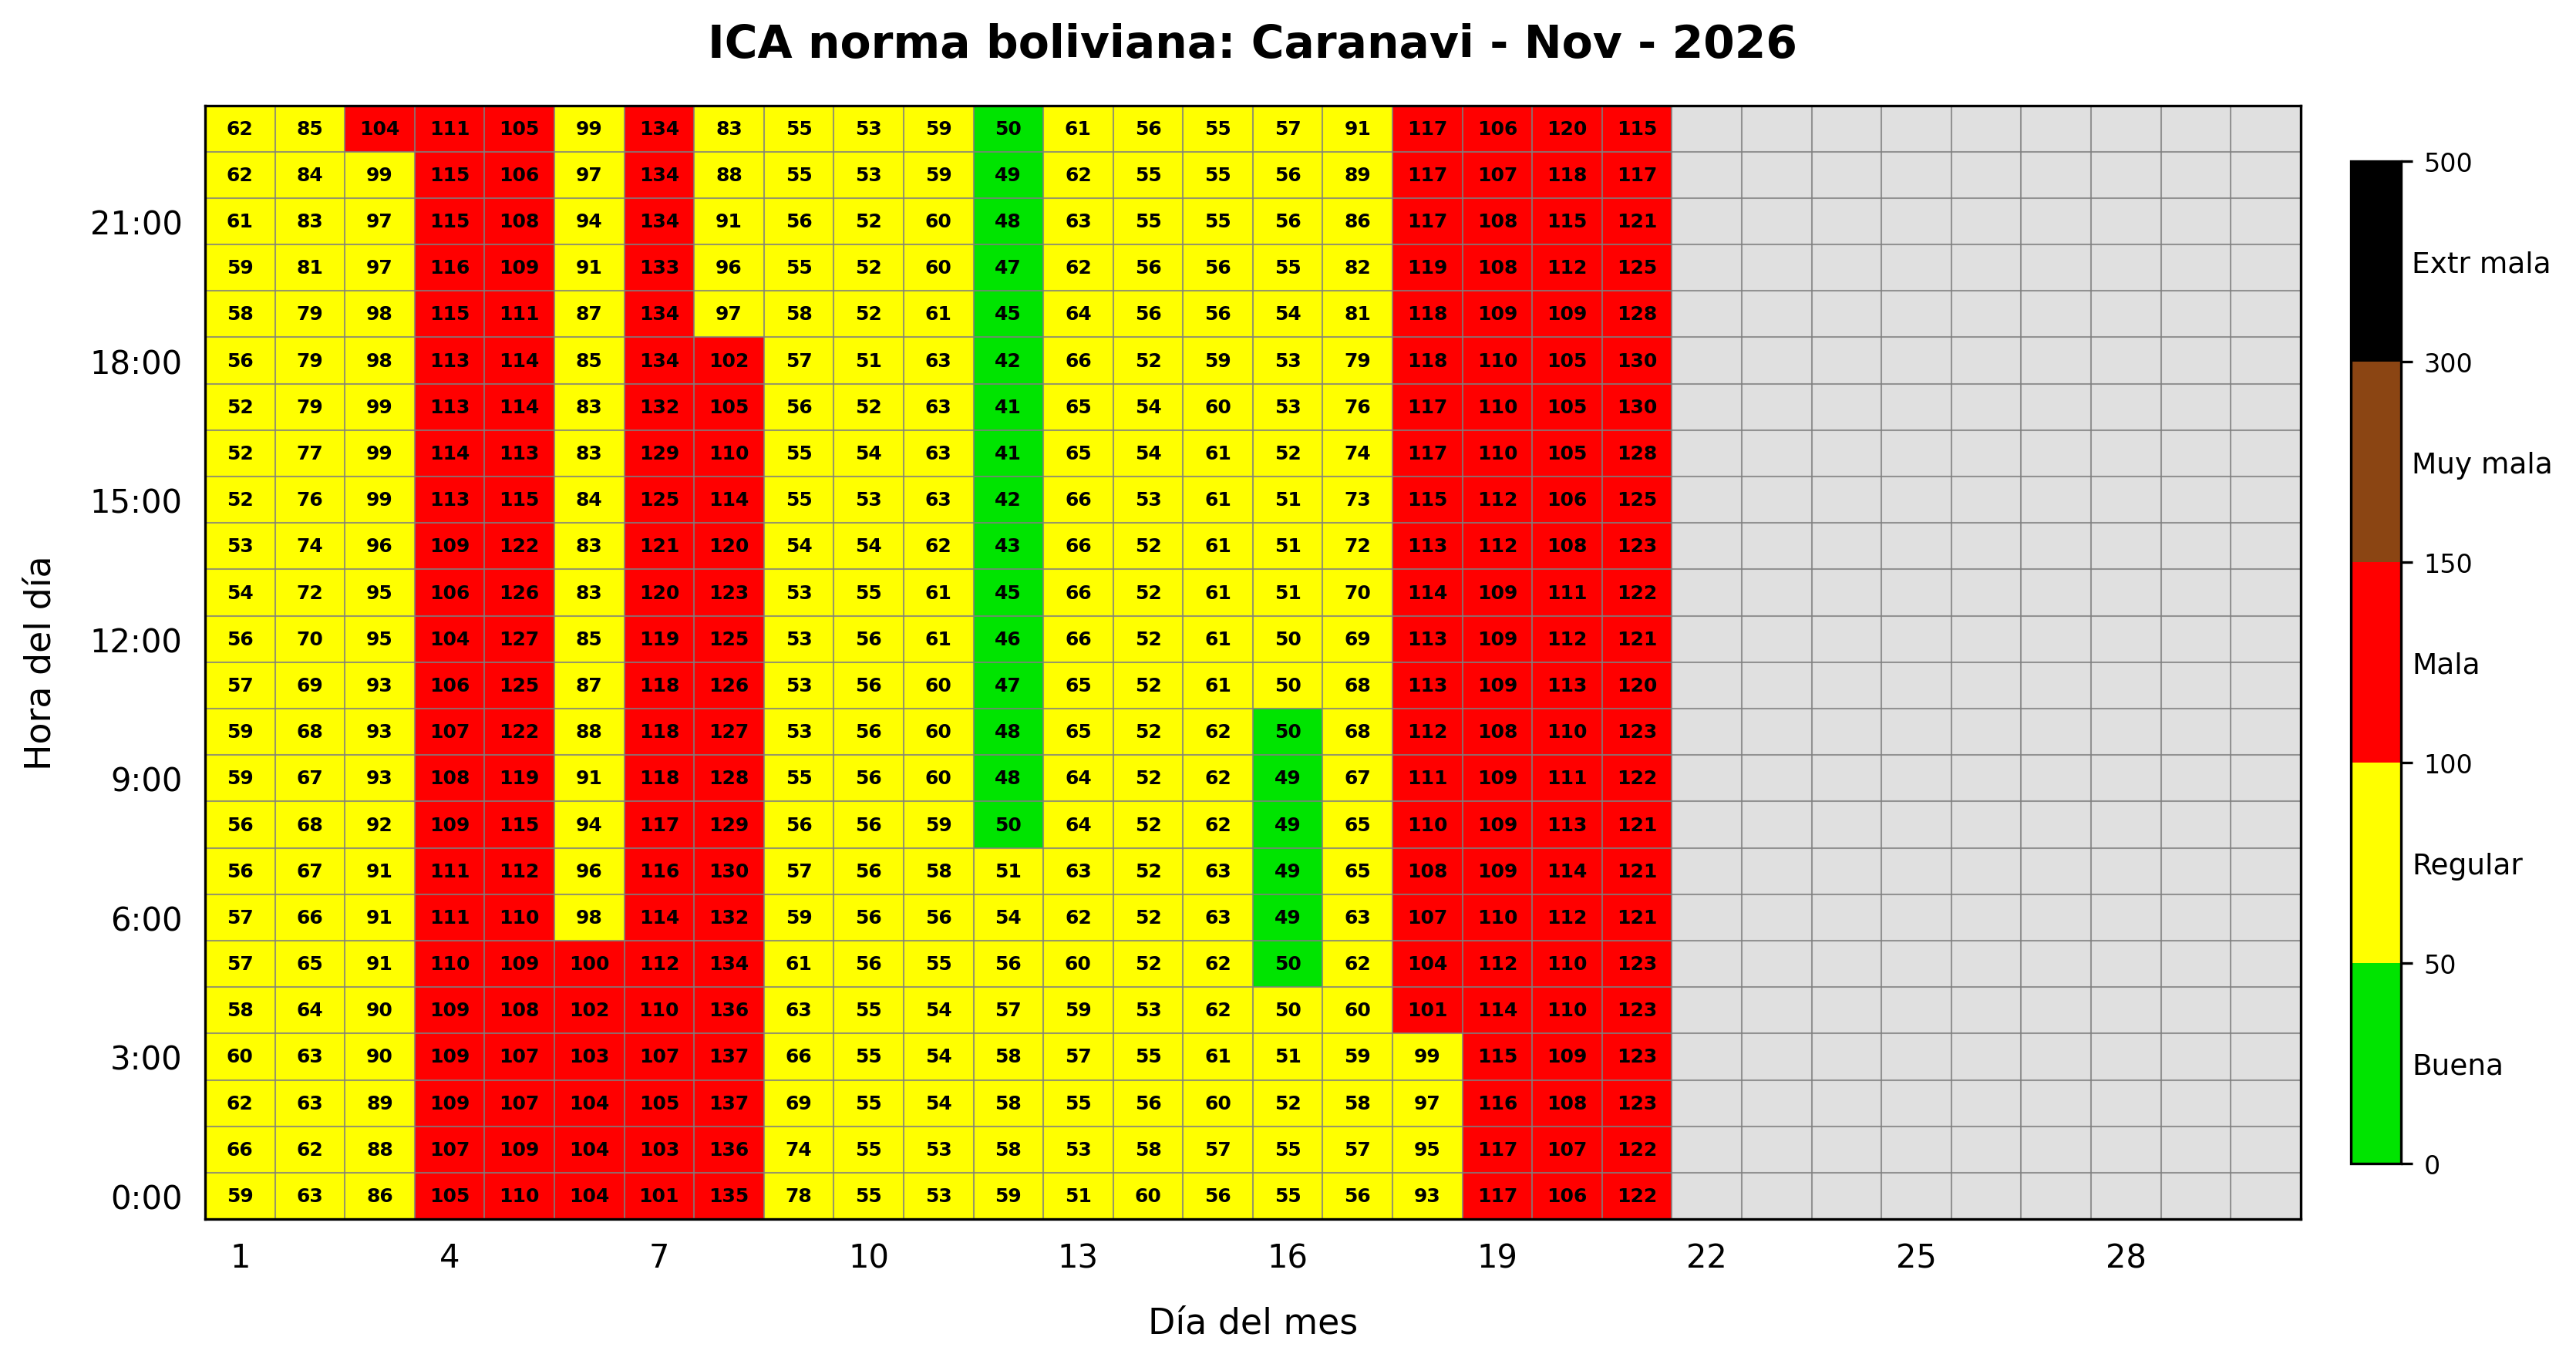 ICA norma boliviana: Caranavi - Nov - 2026
62 85 104 111 105 99 134 83 55 53 59 50 61 56 55 57 91 117 106 120 115
62 84 99 115 106 97 134 88 55 53 59 49 62 55 55 56 89 117 107 118 117
21:00 61 83 97 115 108 94 134 91 56 52 60 48 63 55 55 56 86 117 108 115 121
59 81 97 116 109 91 133 96 55 52 60 47 62 56 56 55 82 119 108 112 125
58 79 98 115 111 87 134 97 58 52 61 45 64 56 56 54 81 118 109 109 128
18:00 56 79 98 113 114 85 134 102 57 51 63 42 66 52 59 53 79 118 110 105 130
52 79 99 113 114 83 132 105 56 52 63 41 65 54 60 53 76 117 110 105 130
52 77 99 114 113 83 129 110 55 54 63 41 65 54 61 52 74 117 110 105 128
15:00 52 76 99 113 115 84 125 114 55 53 63 42 66 53 61 51 73 115 112 106 125
53 74 96 109 122 83 121 120 54 54 62 43 66 52 61 51 72 113 112 108 123
54 72 95 106 126 83 120 123 53 55 61 45 66 52 61 51 70 114 109 111 122
12:00 56 70 95 104 127 85 119 125 53 56 61 46 66 52 61 50 69 113 109 112 121
57 69 93 106 125 87 118 126 53 56 60 47 65 52 61 50 68 113 109 113 120
59 68 93 107 122 88 118 127 53 56 60 48 65 52 62 50 68 112 108 110 123
9:00 59 67 93 108 119 91 118 128 55 56 60 48 64 52 62 49 67 111 109 111 122
56 68 92 109 115 94 117 129 56 56 59 50 64 52 62 49 65 110 109 113 121
56 67 91 111 112 96 116 130 57 56 58 51 63 52 63 49 65 108 109 114 121
6:00 57 66 91 111 110 98 114 132 59 56 56 54 62 52 63 49 63 107 110 112 121
57 65 91 110 109 100 112 134 61 56 55 56 60 52 62 50 62 104 112 110 123
58 64 90 109 108 102 110 136 63 55 54 57 59 53 62 50 60 101 114 110 123
3:00 60 63 90 109 107 103 107 137 66 55 54 58 57 55 61 51 59 99 115 109 123
62 63 89 109 107 104 105 137 69 55 54 58 55 56 60 52 58 97 116 108 123
66 62 88 107 109 104 103 136 74 55 53 58 53 58 57 55 57 95 117 107 122
0:00 59 63 86 105 110 104 101 135 78 55 53 59 51 60 56 55 56 93 117 106 122
1 4 7 10 13 16 19 22 25 28
Día del mes
Hora del día
500
Extr mala
300
Muy mala
150
Mala
100
Regular
50
Buena
0